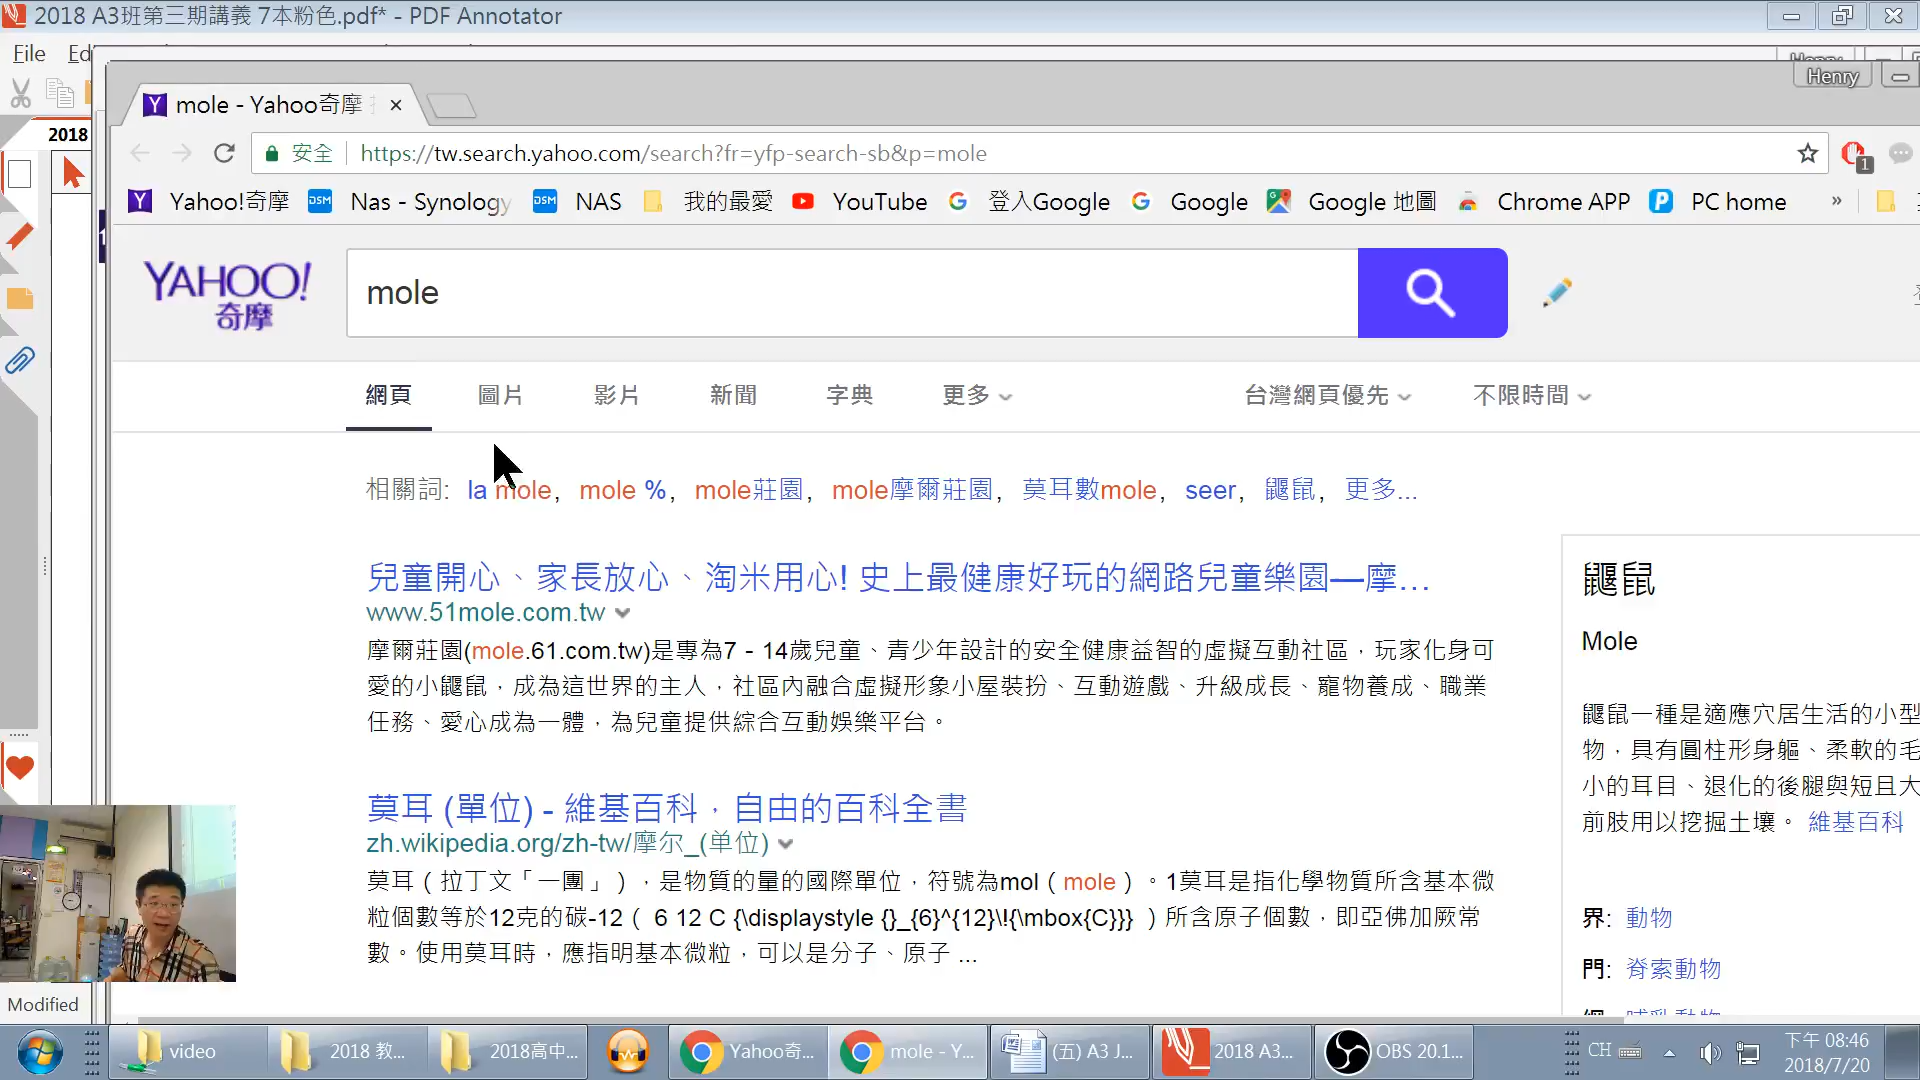 2018 A3班第三期講義 7本粉色.pdf* - PDF Annotator
File
Henry
mole - Yahoo奇摩
2018
安全
https://tw.search.yahoo.com/search?fr=yfp-search-sb&p=mole
1
Yahoo!奇摩
Nas - Synology
NAS
我的最愛
YouTube
登入Google
Google
Google 地圖
Chrome APP
PC home
»
YAHOO!
奇摩
mole
網頁
圖片
影片
新聞
字典
更多
台灣網頁優先
不限時間
相關詞: la mole, mole %, mole莊園, mole摩爾莊園, 莫耳數mole, seer, 鼴鼠, 更多...
兒童開心、家長放心、淘米用心! 史上最健康好玩的網路兒童樂園—摩...
www.51mole.com.tw
摩爾莊園(mole.61.com.tw)是專為7－14歲兒童、青少年設計的安全健康益智的虛擬互動社區，玩家化身可
愛的小鼴鼠，成為這世界的主人，社區內融合虛擬形象小屋裝扮、互動遊戲、升級成長、寵物養成、職業
任務、愛心成為一體，為兒童提供綜合互動娛樂平台。
莫耳 (單位) - 維基百科，自由的百科全書
zh.wikipedia.org/zh-tw/摩尔_(单位)
莫耳（拉丁文「一團」），是物質的量的國際單位，符號為mol（mole）。1莫耳是指化學物質所含基本微
粒個數等於12克的碳-12（ 6 12 C {\displaystyle {}_{6}^{12}\!{\mbox{C}}} ）所含原子個數，即亞佛加厥常
數。使用莫耳時，應指明基本微粒，可以是分子、原子 ...
鼴鼠
Mole
鼴鼠一種是適應穴居生活的小型
物，具有圓柱形身軀、柔軟的毛
小的耳目、退化的後腿與短且大
前肢用以挖掘土壤。 維基百科
界: 動物
門: 脊索動物
Modified
video
2018 教...
2018高中...
Yahoo奇...
mole - Y...
(五) A3 J...
2018 A3...
OBS 20.1...
CH
下午 08:46
2018/7/20